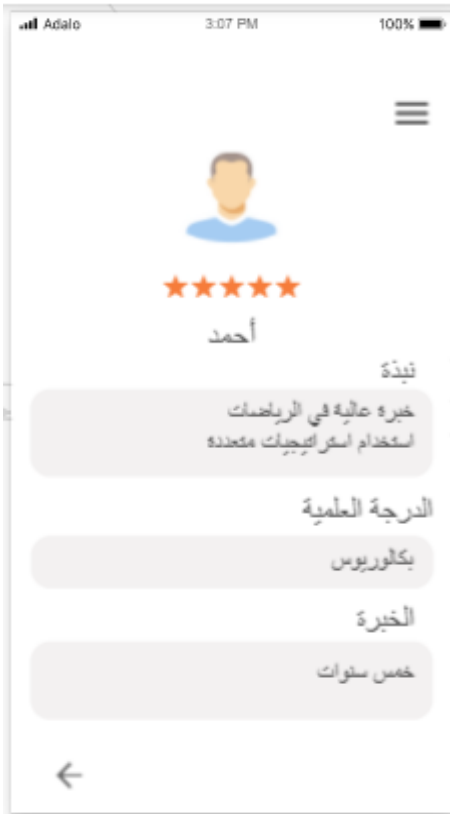 Adalo 3:07 PM 100%
أحمد
نبذة
خبرة عالية في الرياضات
استخدام استراتيجيات متعددة
الدرجة العلمية
بكالوريوس
الخبرة
خمس سنوات